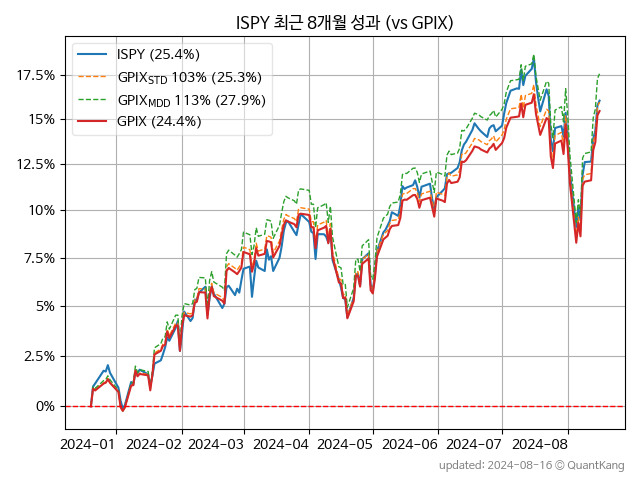 ISPY 최근 8개월 성과 (vs GPIX)
ISPY (25.4%)
GPIX_STD 103% (25.3%)
GPIX_MDD 113% (27.9%)
GPIX (24.4%)
17.5%
15%
12.5%
10%
7.5%
5%
2.5%
0%
2024-01 2024-02 2024-03 2024-04 2024-05 2024-06 2024-07 2024-08
updated: 2024-08-16 © QuantKang